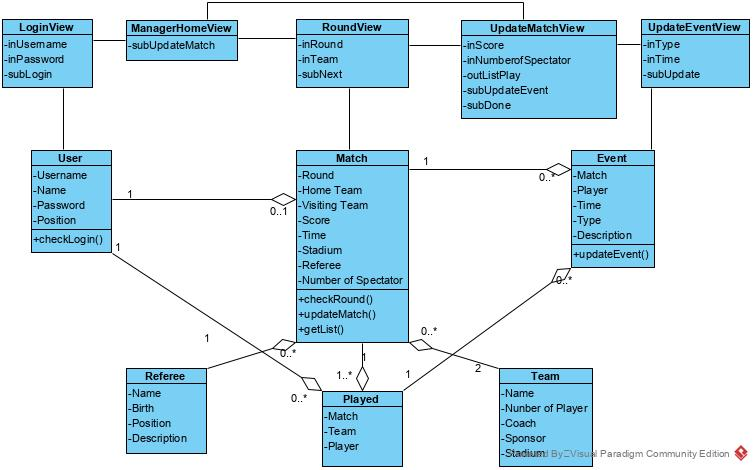 LoginView
-inUsername
-inPassword
-subLogin
ManagerHomeView
-subUpdateMatch
RoundView
-inRound
-inTeam
-subNext
UpdateMatchView
-inScore
-inNumberofSpectator
-outListPlay
-subUpdateEvent
-subDone
UpdateEventView
-inType
-inTime
-subUpdate
User
-Username
-Name
-Password
-Position
+checkLogin()
1
0..1
1
Match
-Round
-Home Team
-Visiting Team
-Score
-Time
-Stadium
-Referee
-Number of Spectator
+checkRound()
+updateMatch()
+getList()
1
0..*
Event
-Match
-Player
-Time
-Type
-Description
+updateEvent()
0..*
1
0..*
1
1..*
0..*
2
1
0..*
Referee
-Name
-Birth
-Position
-Description
Played
-Match
-Team
-Player
Team
-Name
-Nunber of Player
-Coach
-Sponsor
-Stadium
Visual Paradigm Community Edition